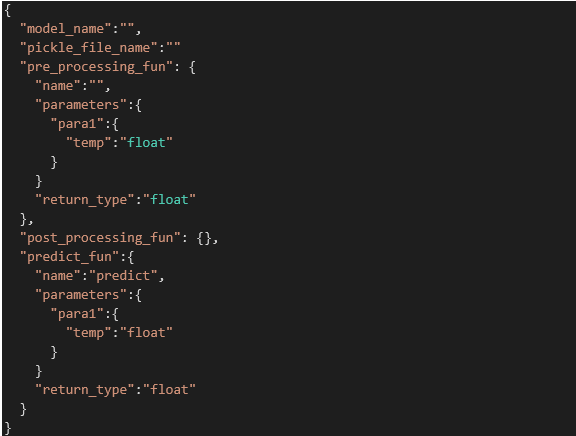 {
  "model_name":"",
  "pickle_file_name":""
  "pre_processing_fun": {
    "name":"",
    "parameters":{
      "para1":{
        "temp":"float"
      }
    }
    "return_type":"float"
  },
  "post_processing_fun": {},
  "predict_fun":{
    "name":"predict",
    "parameters":{
      "para1":{
        "temp":"float"
      }
    }
    "return_type":"float"
  }
}